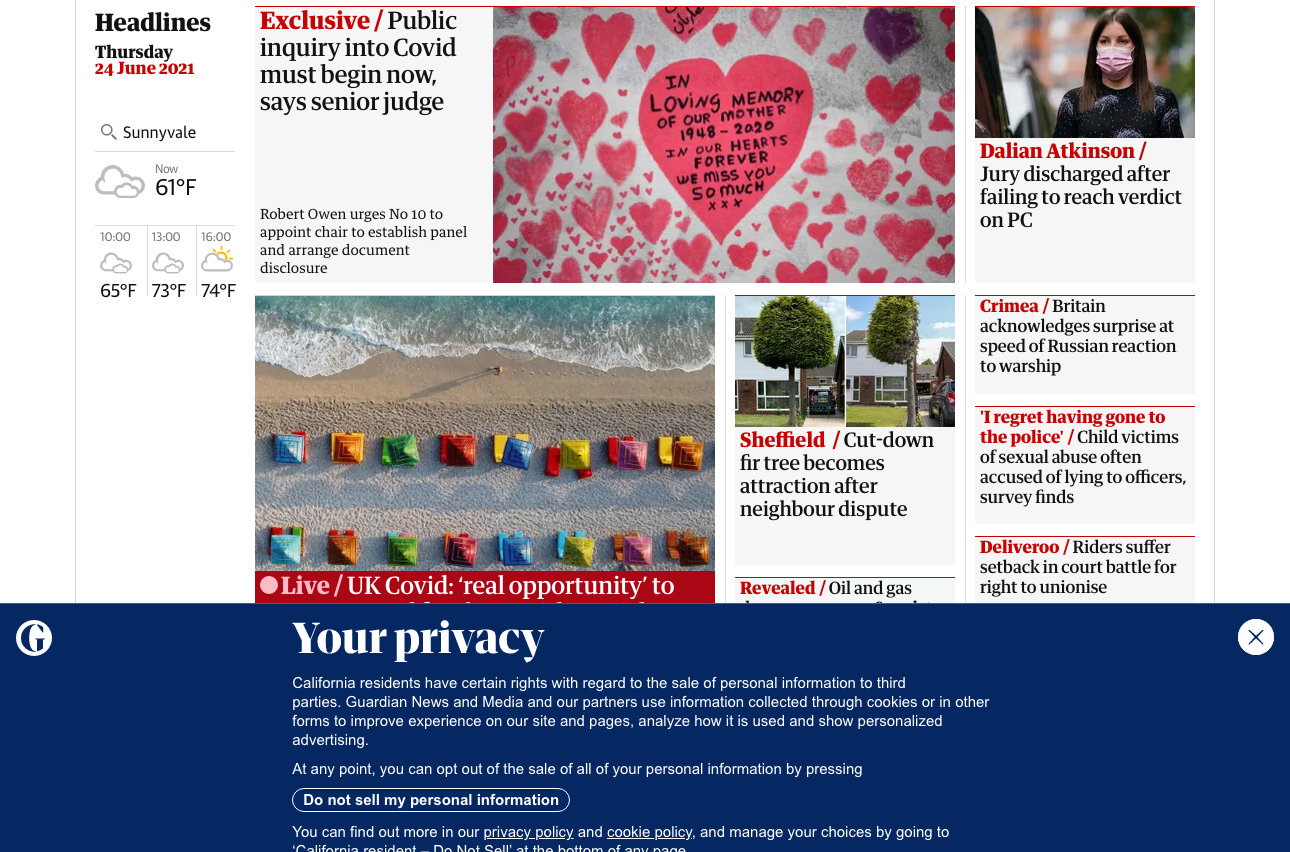 Headlines
Thursday
24 June 2021
Sunnyvale
Now
61°F
10:00
13:00
16:00
65°F
73°F
74°F
Exclusive / Public
inquiry into Covid
must begin now,
says senior judge
Robert Owen urges No 10 to
appoint chair to establish panel
and arrange document
disclosure
IN
LOVING MEMORY
OF OUR MOTHER
1948 - 2020
IN OUR HEARTS
FOREVER
WE MISS YOU
SO MUCH
x x x
Dalian Atkinson /
Jury discharged after
failing to reach verdict
on PC
Live / UK Covid: ‘real opportunity’ to
Sheffield / Cut-down
fir tree becomes
attraction after
neighbour dispute
Revealed / Oil and gas
Crimea / Britain
acknowledges surprise at
speed of Russian reaction
to warship
'I regret having gone to
the police' / Child victims
of sexual abuse often
accused of lying to officers,
survey finds
Deliveroo / Riders suffer
setback in court battle for
right to unionise
G
Your privacy
California residents have certain rights with regard to the sale of personal information to third
parties. Guardian News and Media and our partners use information collected through cookies or in other
forms to improve experience on our site and pages, analyze how it is used and show personalized
advertising.
At any point, you can opt out of the sale of all of your personal information by pressing
Do not sell my personal information
You can find out more in our privacy policy and cookie policy, and manage your choices by going to
‘California resident – Do Not Sell’ at the bottom of any page